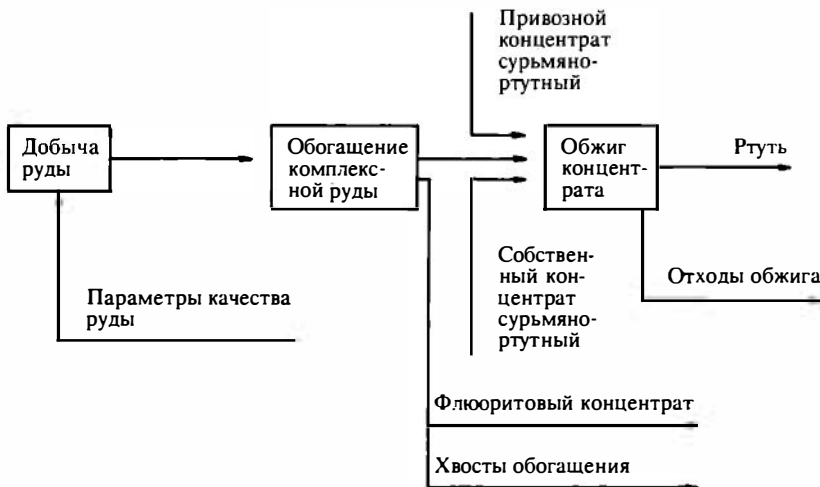 Привозной
концентрат
сурьмяно-
ртутный
Добыча
руды
Обогащение
комплекс-
ной руды
Обжиг
концент-
рата
Ртуть
Параметры качества
руды
Собствен-
ный кон-
центрат
сурьмяно-
ртутный
Отходы обжига
Флюоритовый концентрат
Хвосты обогащения